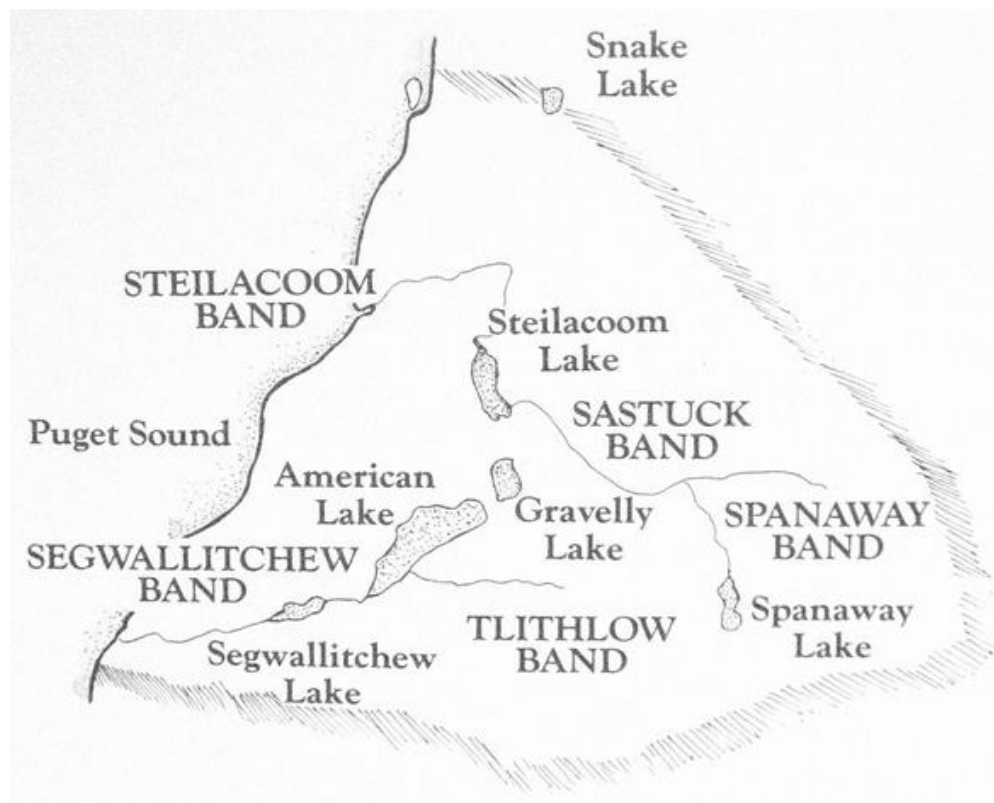 Snake
Lake
STEILACOOM
BAND
Steilacoom
Lake
Puget Sound
SASTUCK
BAND
American
Lake
Gravelly
Lake
SPANAWAY
BAND
SEGWALLITCHEW
BAND
Spanaway
Lake
TLITHLOW
BAND
Segwallitchew
Lake